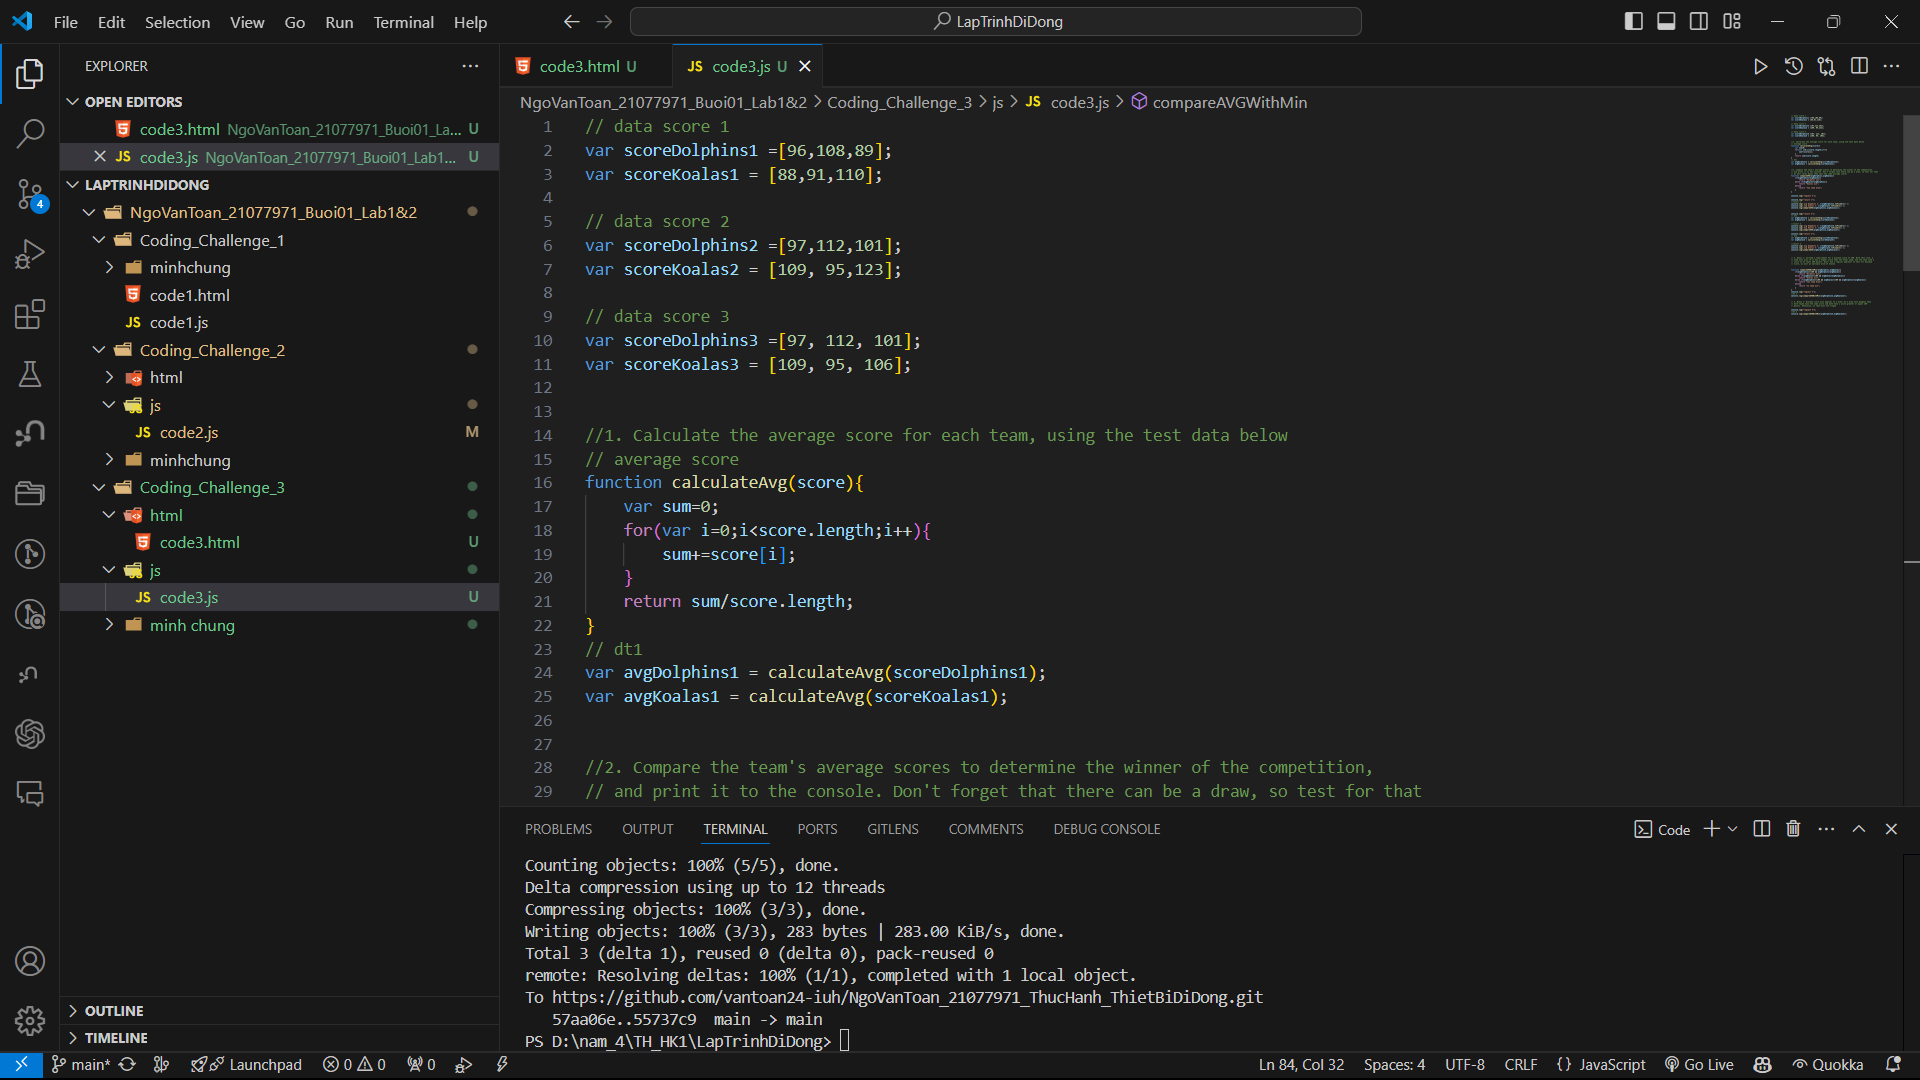 File Edit Selection View Go Run Terminal Help
LapTrinhDiDong
EXPLORER
OPEN EDITORS
code3.html NgoVanToan_21077971_Buoi01_La... U
JS code3.js NgoVanToan_21077971_Buoi01_Lab1... U
LAPTRINHDIDONG
NgoVanToan_21077971_Buoi01_Lab1&2
Coding_Challenge_1
minhchung
code1.html
JS code1.js
Coding_Challenge_2
html
js
JS code2.js M
minhchung
Coding_Challenge_3
html
code3.html U
js
JS code3.js U
minh chung
OUTLINE
TIMELINE
4
code3.html U
JS code3.js U
NgoVanToan_21077971_Buoi01_Lab1&2 > Coding_Challenge_3 > js > JS code3.js > compareAVGWithMin
1 // data score 1
2 var scoreDolphins1 =[96,108,89];
3 var scoreKoalas1 = [88,91,110];
4
5 // data score 2
6 var scoreDolphins2 =[97,112,101];
7 var scoreKoalas2 = [109, 95,123];
8
9 // data score 3
10 var scoreDolphins3 =[97, 112, 101];
11 var scoreKoalas3 = [109, 95, 106];
12
13
14 //1. Calculate the average score for each team, using the test data below
15 // average score
16 function calculateAvg(score){
17 var sum=0;
18 for(var i=0;i<score.length;i++){
19 sum+=score[i];
20 }
21 return sum/score.length;
22 }
23 // dt1
24 var avgDolphins1 = calculateAvg(scoreDolphins1);
25 var avgKoalas1 = calculateAvg(scoreKoalas1);
26
27
28 //2. Compare the team's average scores to determine the winner of the competition,
29 // and print it to the console. Don't forget that there can be a draw, so test for that
PROBLEMS OUTPUT TERMINAL PORTS GITLENS COMMENTS DEBUG CONSOLE
Code
Counting objects: 100% (5/5), done.
Delta compression using up to 12 threads
Compressing objects: 100% (3/3), done.
Writing objects: 100% (3/3), 283 bytes | 283.00 KiB/s, done.
Total 3 (delta 1), reused 0 (delta 0), pack-reused 0
remote: Resolving deltas: 100% (1/1), completed with 1 local object.
To https://github.com/vantoan24-iuh/NgoVanToan_21077971_ThucHanh_ThietBiDiDong.git
57aa06e..55737c9 main -> main
PS D:\nam_4\TH_HK1\LapTrinhDiDong>
main* Launchpad 0 0 0 Ln 84, Col 32 Spaces: 4 UTF-8 CRLF {} JavaScript Go Live Quokka